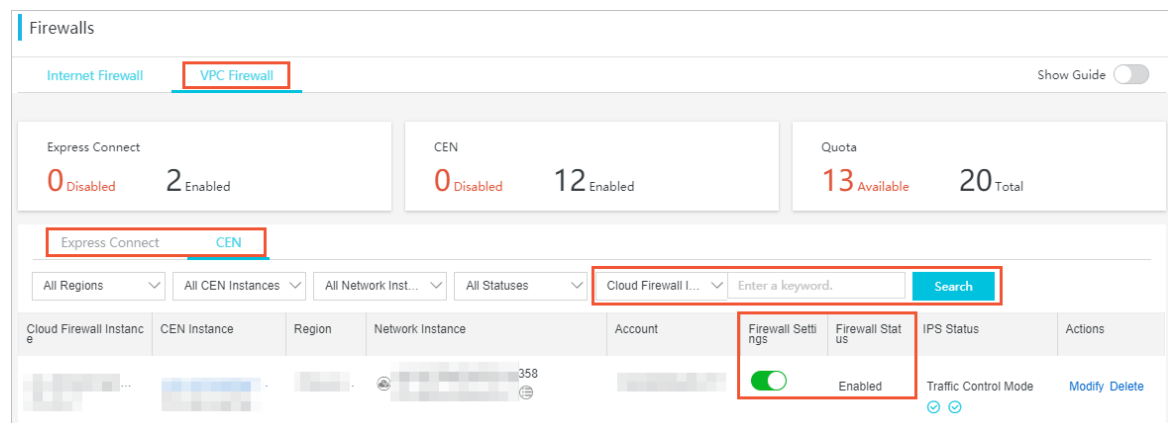 Firewalls
Internet Firewall VPC Firewall Show Guide
Express Connect CEN Quota
0 Disabled 2 Enabled 0 Disabled 12 Enabled 13 Available 20 Total
Express Connect CEN
All Regions All CEN Instances All Network Inst... All Statuses Cloud Firewall I... Enter a keyword. Search
Cloud Firewall Instanc CEN Instance Region Network Instance Account Firewall Setti Firewall Stat IPS Status Actions
e ngs us
... 358
Enabled Traffic Control Mode Modify Delete